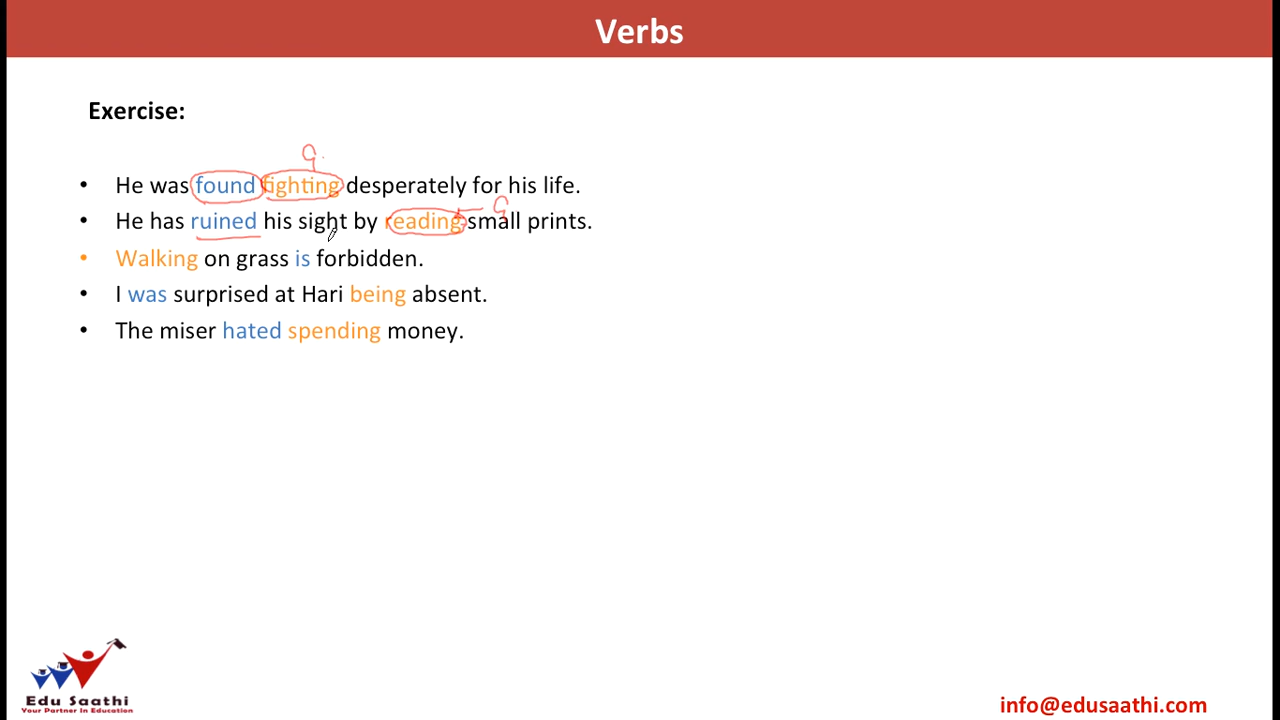 Verbs
Exercise:
G
• He was found fighting desperately for his life.
G
• He has ruined his sight by reading small prints.
• Walking on grass is forbidden.
• I was surprised at Hari being absent.
• The miser hated spending money.
Edu Saathi
Your Partner In Education
info@edusaathi.com